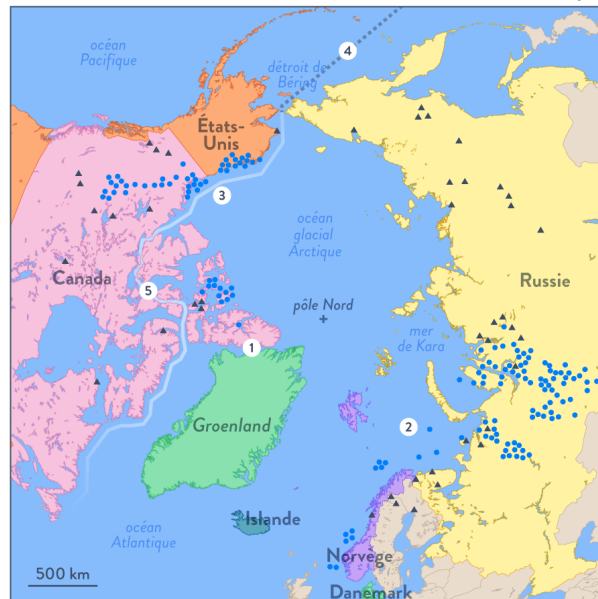 océan
Pacifique
4
détroit de
Béring
États-
Unis
3
océan
glacial
Arctique
Canada
5
Russie
pôle Nord
+
mer
de Kara
1
Groenland
2
océan
Atlantique
Islande
Norvège
500 km
Danemark